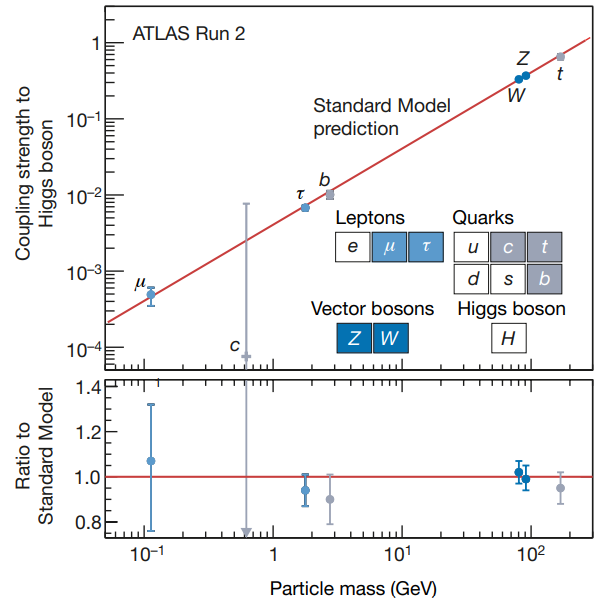 ATLAS Run 2
Coupling strength to
Higgs boson
1
10⁻¹
10⁻²
10⁻³
10⁻⁴
Standard Model
prediction
Z
W
t
b
τ
μ
c
Leptons
e μ τ
Quarks
u c t
d s b
Vector bosons
Z W
Higgs boson
H
Ratio to
Standard Model
1.4
1.2
1.0
0.8
10⁻¹ 1 10¹ 10²
Particle mass (GeV)